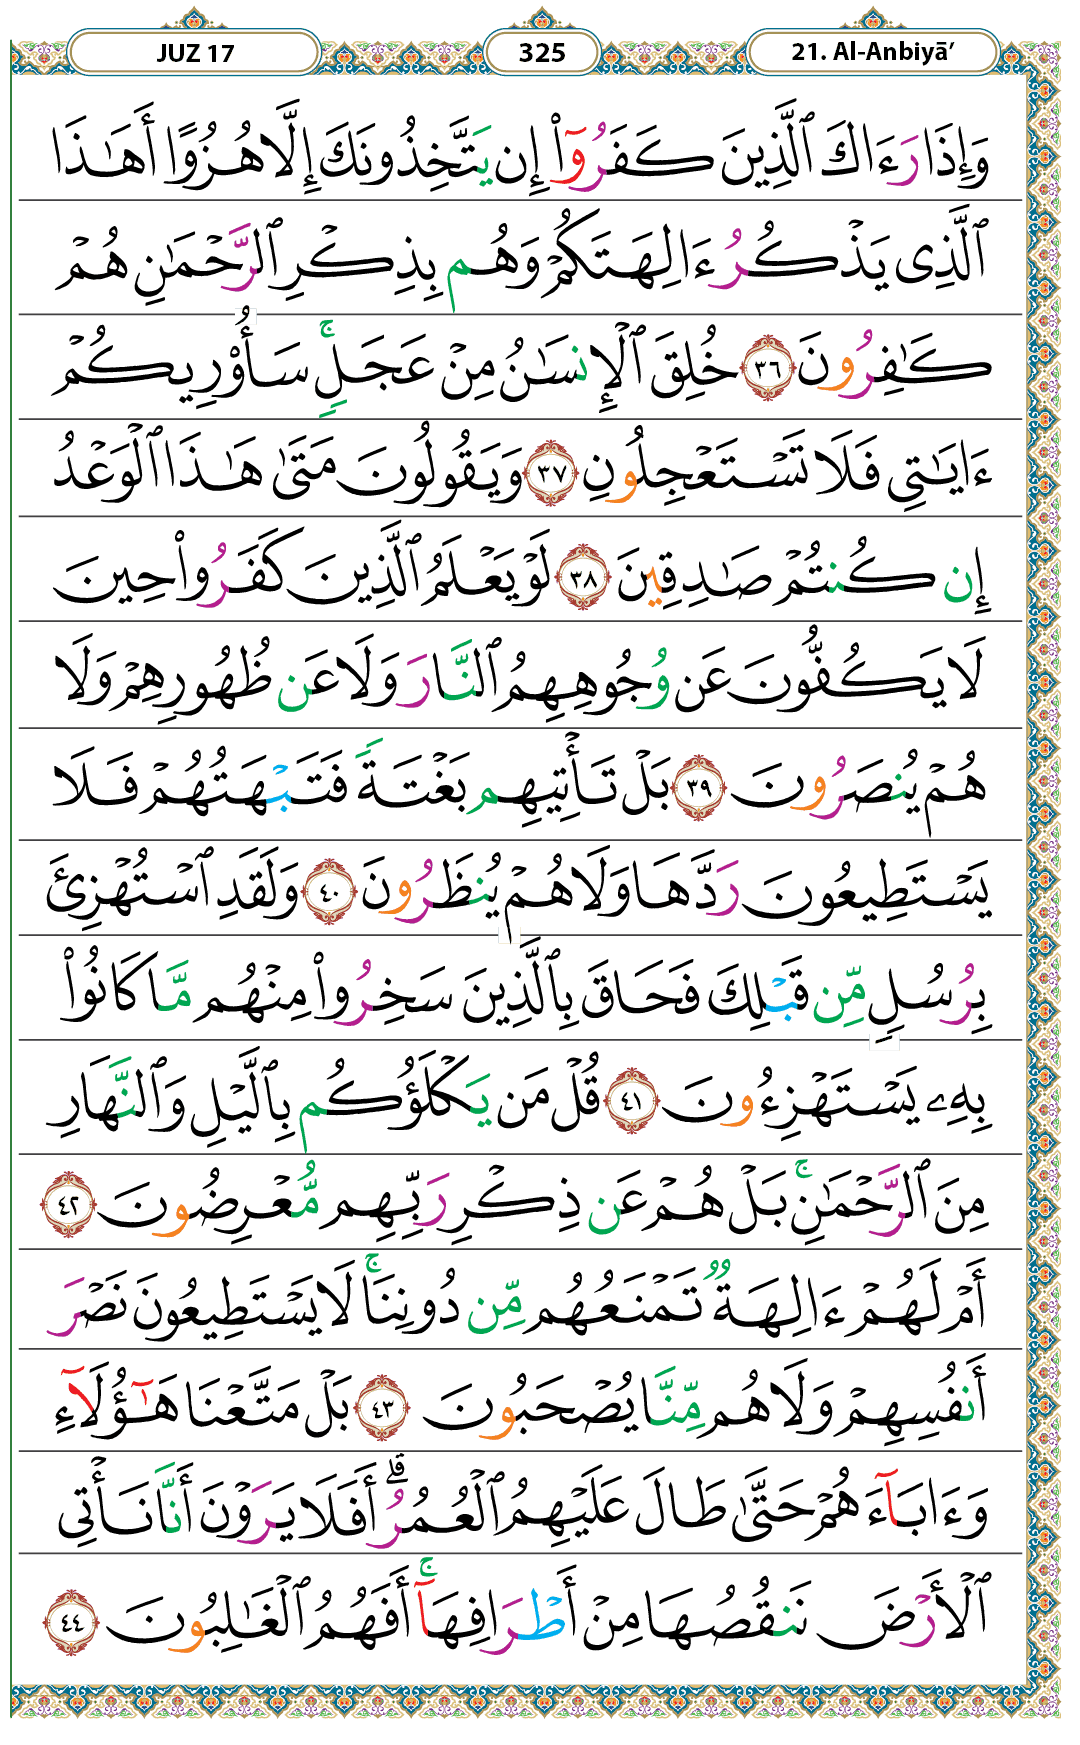 JUZ 17
325
21. Al-Anbiyā’
وَإِذَا رَءَاكَ ٱلَّذِينَ كَفَرُوٓا۟ إِن يَتَّخِذُونَكَ إِلَّا هُزُوًا أَهَـٰذَا
ٱلَّذِى يَذْكُرُ ءَالِهَتَكُمْ وَهُم بِذِكْرِ ٱلرَّحْمَـٰنِ هُمْ
كَـٰفِرُونَ ٣٦ خُلِقَ ٱلْإِنسَـٰنُ مِنْ عَجَلٍ ۚ سَأُو۟رِيكُمْ
ءَايَـٰتِى فَلَا تَسْتَعْجِلُونِ ٣٧ وَيَقُولُونَ مَتَىٰ هَـٰذَا ٱلْوَعْدُ
إِن كُنتُمْ صَـٰدِقِينَ ٣٨ لَوْ يَعْلَمُ ٱلَّذِينَ كَفَرُوا۟ حِينَ
لَا يَكُفُّونَ عَن وُجُوهِهِمُ ٱلنَّارَ وَلَا عَن ظُهُورِهِمْ وَلَا
هُمْ يُنصَرُونَ ٣٩ بَلْ تَأْتِيهِم بَغْتَةً فَتَبْهَتُهُمْ فَلَا
يَسْتَطِيعُونَ رَدَّهَا وَلَا هُمْ يُنظَرُونَ ٤٠ وَلَقَدِ ٱسْتُهْزِئَ
بِرُسُلٍ مِّن قَبْلِكَ فَحَاقَ بِٱلَّذِينَ سَخِرُوا۟ مِنْهُم مَّا كَانُوا۟
بِهِۦ يَسْتَهْزِءُونَ ٤١ قُلْ مَن يَكْلَؤُكُم بِٱلَّيْلِ وَٱلنَّهَارِ
مِنَ ٱلرَّحْمَـٰنِ ۚ بَلْ هُمْ عَن ذِكْرِ رَبِّهِم مُّعْرِضُونَ ٤٢
أَمْ لَهُمْ ءَالِهَةٌ تَمْنَعُهُم مِّن دُونِنَا ۚ لَا يَسْتَطِيعُونَ نَصْرَ
أَنفُسِهِمْ وَلَا هُم مِّنَّا يُصْحَبُونَ ٤٣ بَلْ مَتَّعْنَا هَـٰٓؤُلَآءِ
وَءَابَآءَهُمْ حَتَّىٰ طَالَ عَلَيْهِمُ ٱلْعُمُرُ ۗ أَفَلَا يَرَوْنَ أَنَّا نَأْتِى
ٱلْأَرْضَ نَنقُصُهَا مِنْ أَطْرَافِهَآ ۚ أَفَهُمُ ٱلْغَـٰلِبُونَ ٤٤